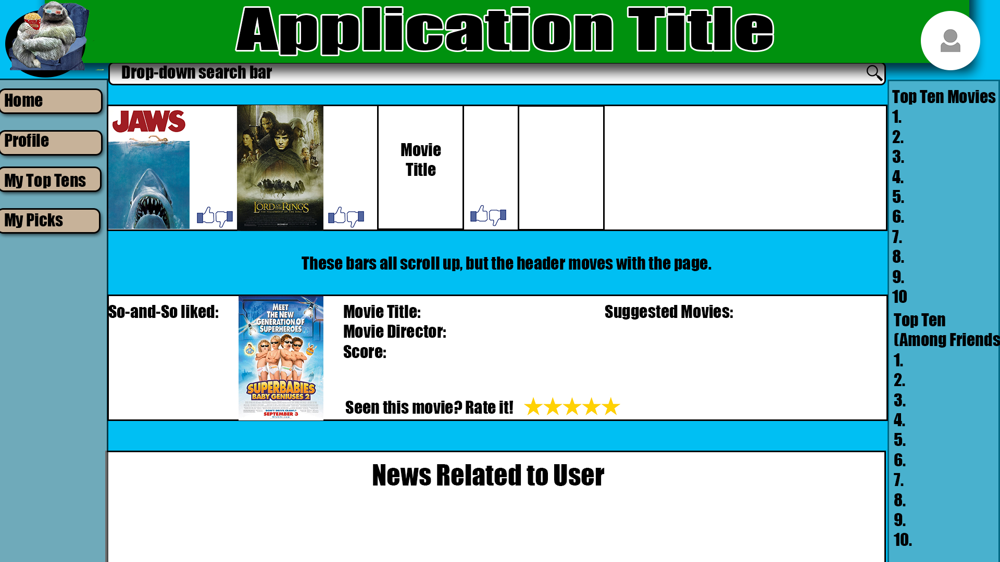 Application Title
Drop-down search bar
Home
Profile
My Top Tens
My Picks
JAWS
LORD OF THE RINGS
THE FELLOWSHIP OF THE RING
Movie
Title
These bars all scroll up, but the header moves with the page.
So-and-So liked:
MEET
THE NEW
GENERATION OF
SUPERHEROES
SUPERBABIES
BABY GENIUSES 2
DON'T DRIVE, CRAWL!
SEPTEMBER 3
Movie Title:
Movie Director:
Score:
Seen this movie? Rate it!
Suggested Movies:
News Related to User
Top Ten Movies
1.
2.
3.
4.
5.
6.
7.
8.
9.
10
Top Ten
(Among Friends
1.
2.
3.
4.
5.
6.
7.
8.
9.
10.